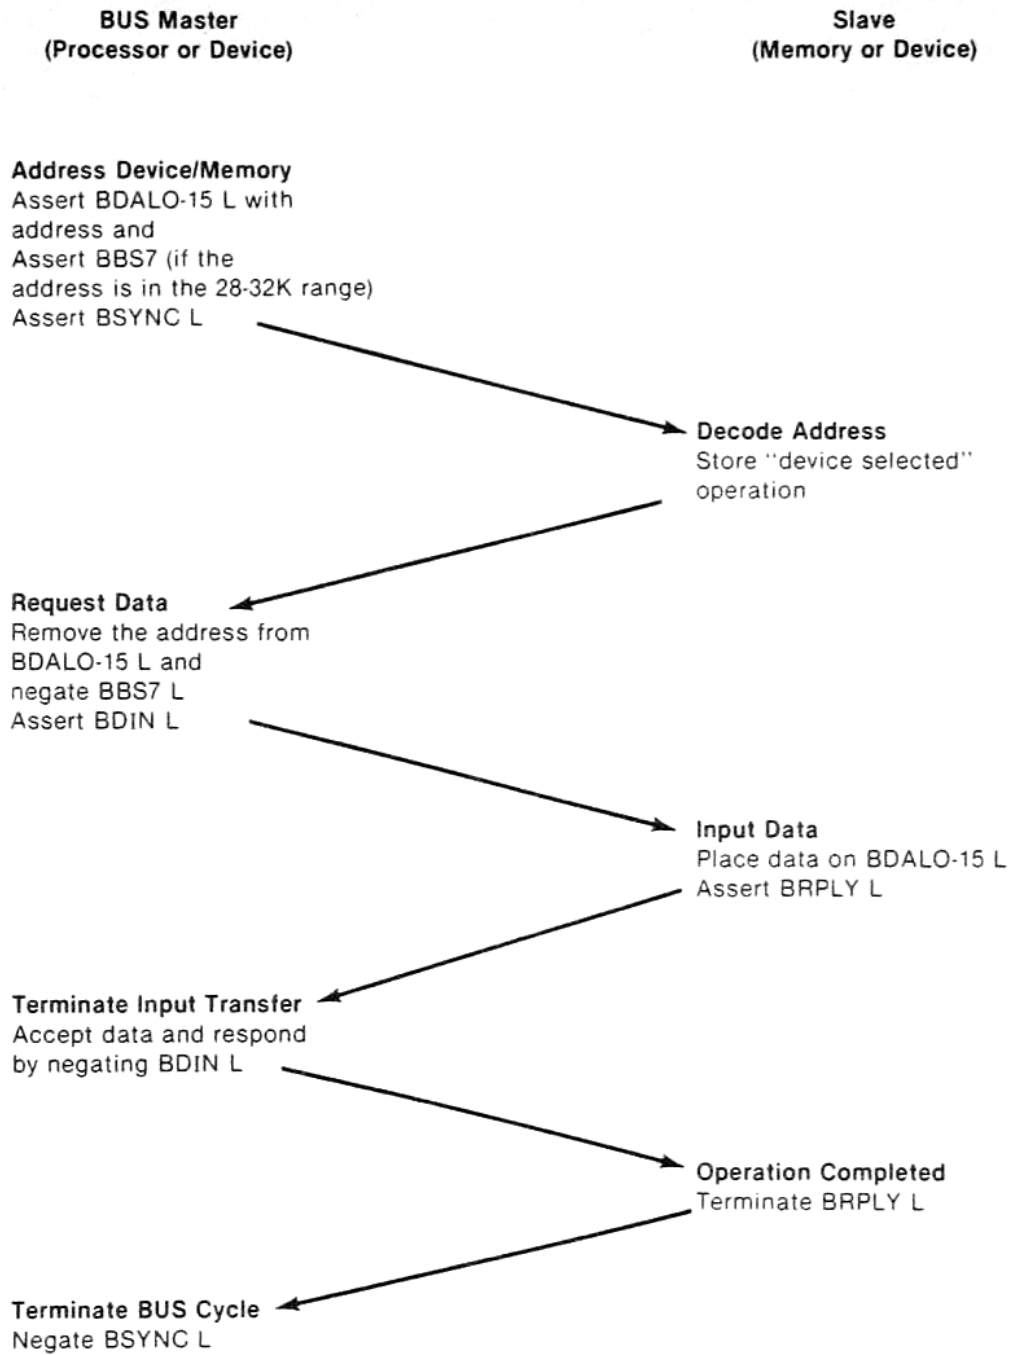 BUS Master
(Processor or Device)
Slave
(Memory or Device)
Address Device/Memory
Assert BDALO-15 L with
address and
Assert BBS7 (if the
address is in the 28-32K range)
Assert BSYNC L
Decode Address
Store "device selected"
operation
Request Data
Remove the address from
BDALO-15 L and
negate BBS7 L
Assert BDIN L
Input Data
Place data on BDALO-15 L
Assert BRPLY L
Terminate Input Transfer
Accept data and respond
by negating BDIN L
Operation Completed
Terminate BRPLY L
Terminate BUS Cycle
Negate BSYNC L